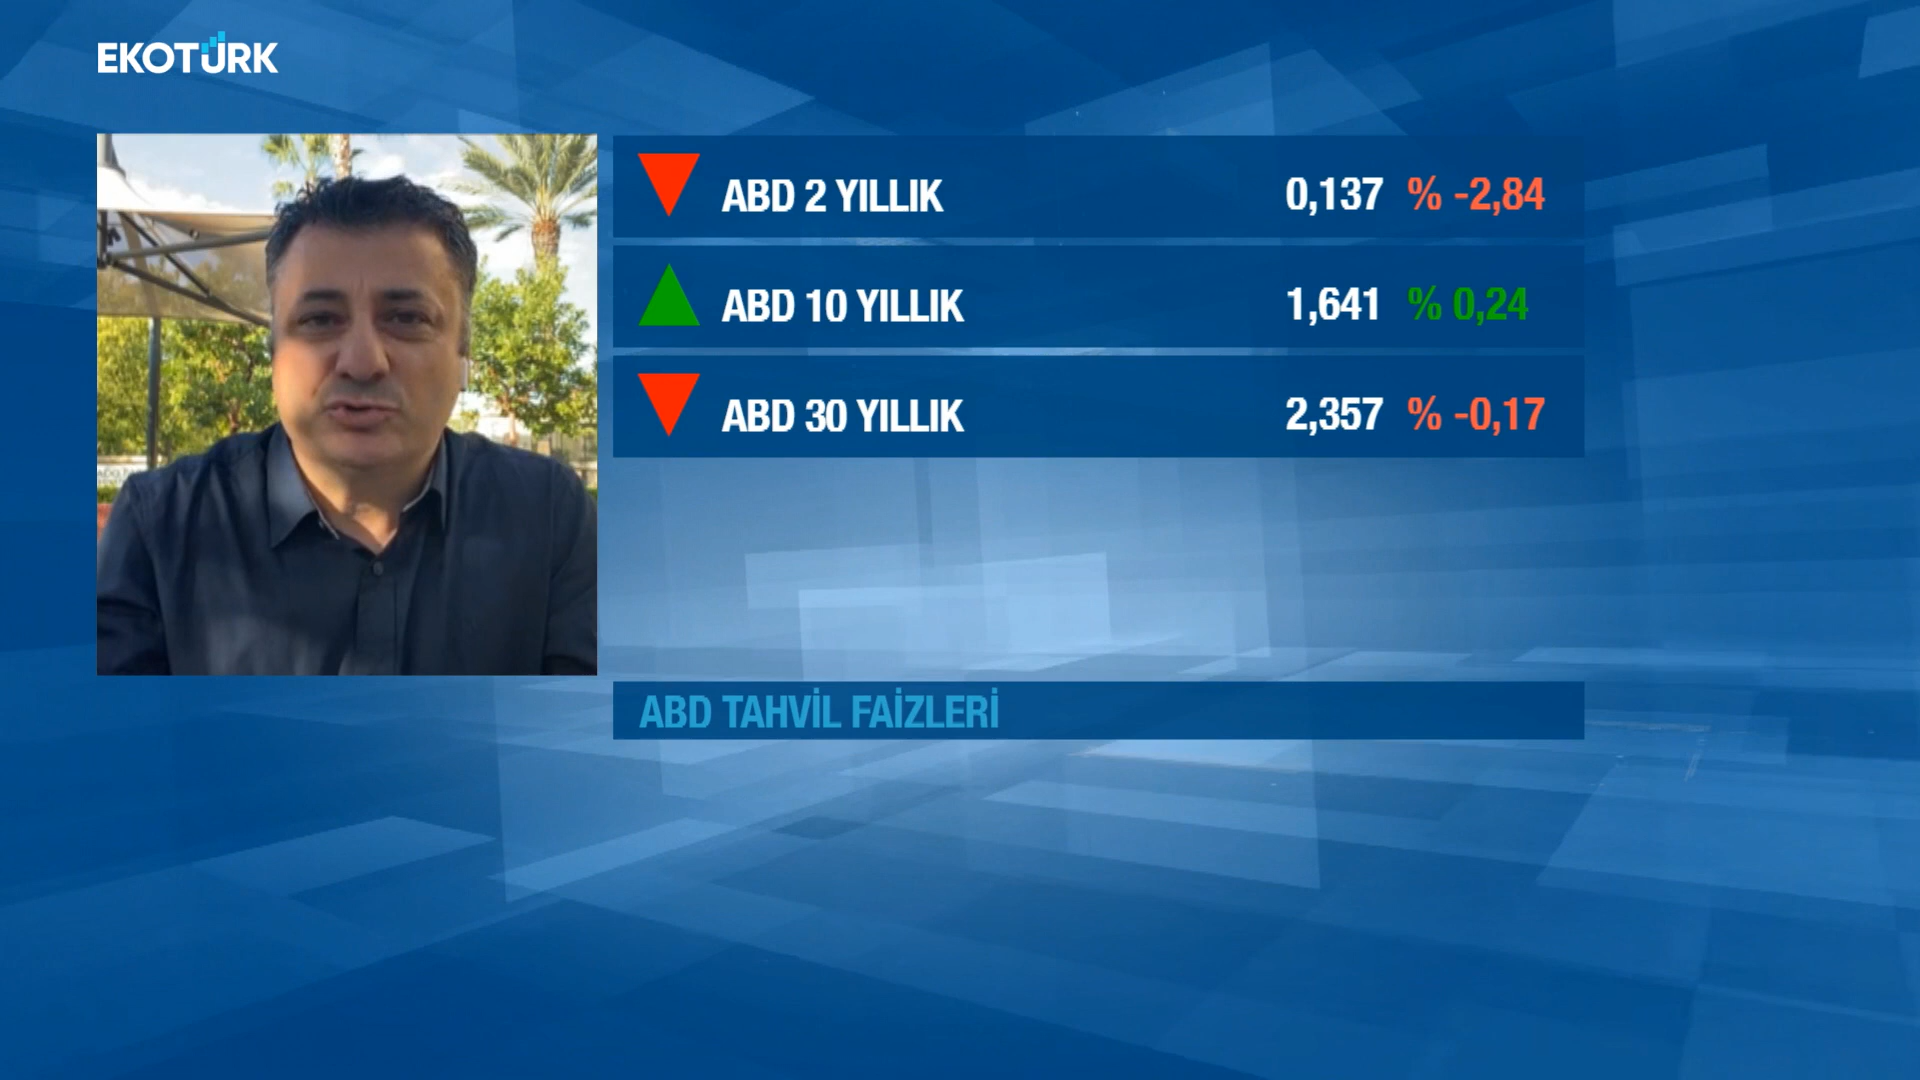 EKOTÜRK
ABD 2 YILLIK 0,137 % -2,84
ABD 10 YILLIK 1,641 % 0,24
ABD 30 YILLIK 2,357 % -0,17
ABD TAHVİL FAİZLERİ